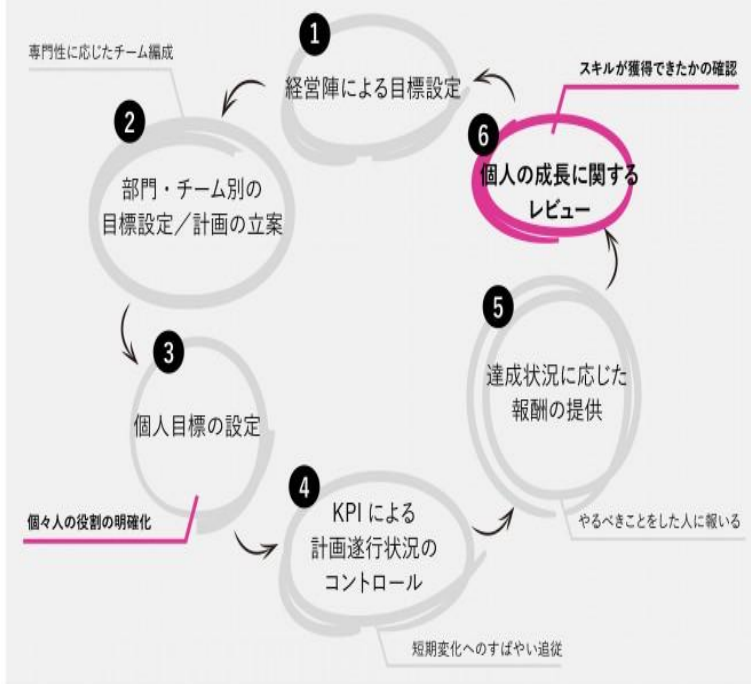 専門性に応じたチーム編成
1
経営陣による目標設定
スキルが獲得できたかの確認
2
部門・チーム別の
目標設定／計画の立案
6
個人の成長に関する
レビュー
3
個人目標の設定
個々人の役割の明確化
5
達成状況に応じた
報酬の提供
やるべきことをした人に報いる
4
KPI による
計画遂行状況の
コントロール
短期変化へのすばやい追従